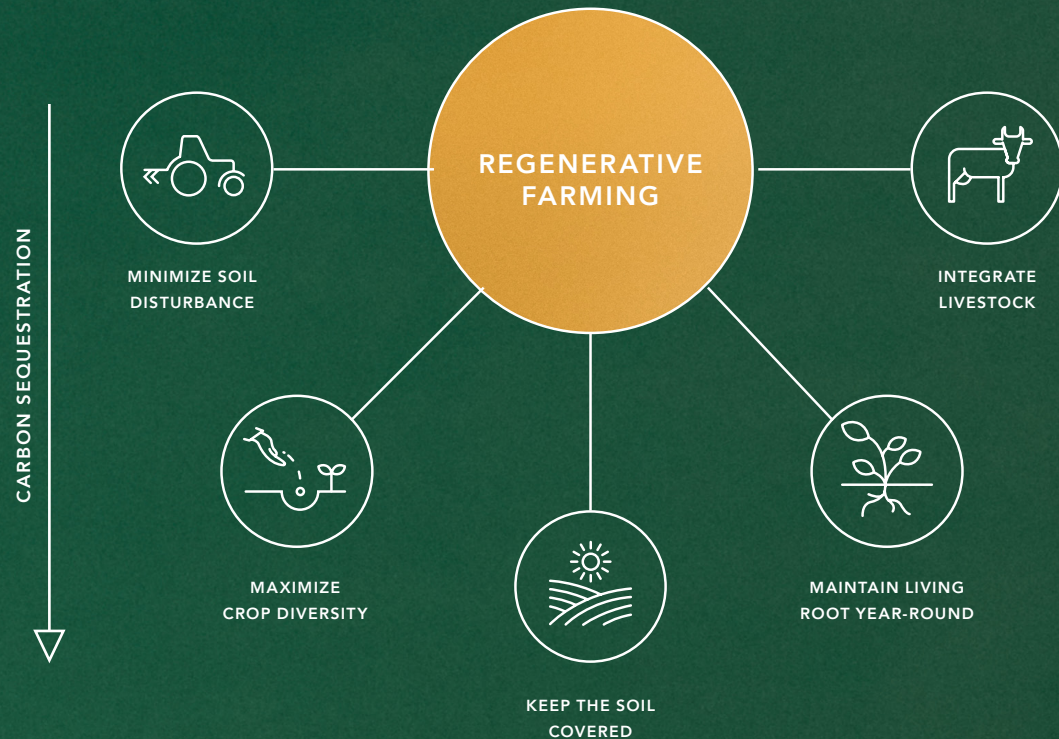 REGENERATIVE
FARMING
MINIMIZE SOIL
DISTURBANCE
INTEGRATE
LIVESTOCK
CARBON SEQUESTRATION
MAXIMIZE
CROP DIVERSITY
MAINTAIN LIVING
ROOT YEAR-ROUND
KEEP THE SOIL
COVERED